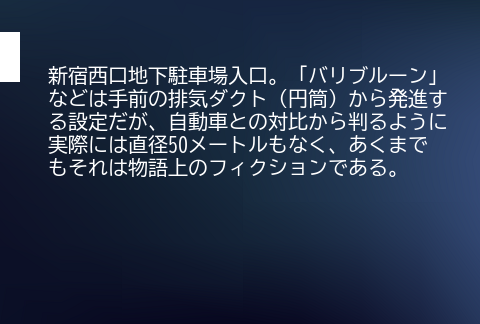 新宿西口地下駐車場入口。「バリブルーン」
などは手前の排気ダクト（円筒）から発進す
る設定だが、自動車との対比から判るように
実際には直径50メートルもなく、あくまで
もそれは物語上のフィクションである。